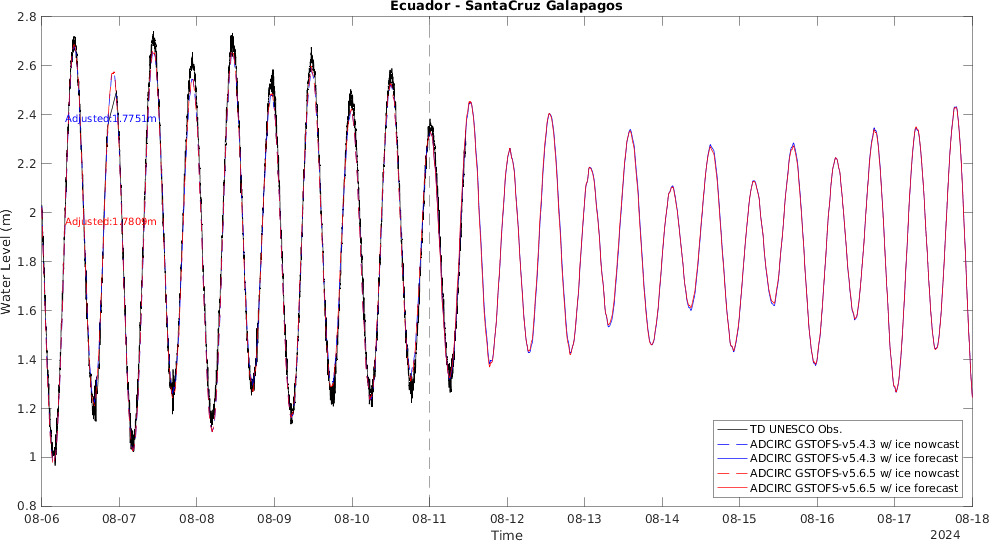 Ecuador - SantaCruz Galapagos
2.8
2.6
2.4
2.2
2
1.8
1.6
1.4
1.2
1
0.8
Water Level (m)
Adjusted:1.7751m
Adjusted:1.7809m
TD UNESCO Obs.
ADCIRC GSTOFS-v5.4.3 w/ ice nowcast
ADCIRC GSTOFS-v5.4.3 w/ ice forecast
ADCIRC GSTOFS-v5.6.5 w/ ice nowcast
ADCIRC GSTOFS-v5.6.5 w/ ice forecast
08-06 08-07 08-08 08-09 08-10 08-11 08-12 08-13 08-14 08-15 08-16 08-17 08-18
Time
2024